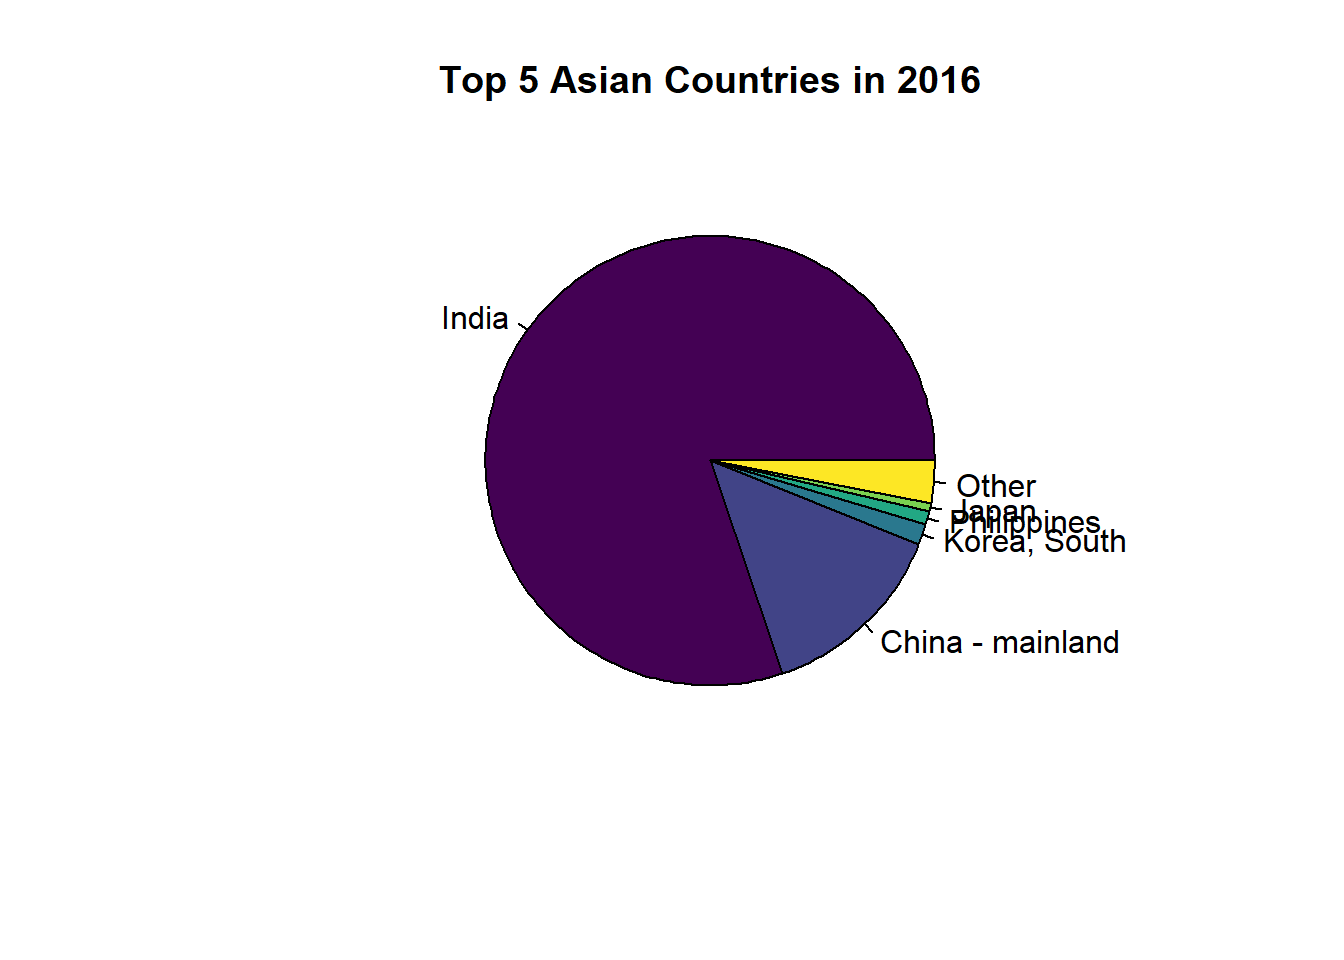 Top 5 Asian Countries in 2016
India
Other
Japan
Philippines
Korea, South
China - mainland